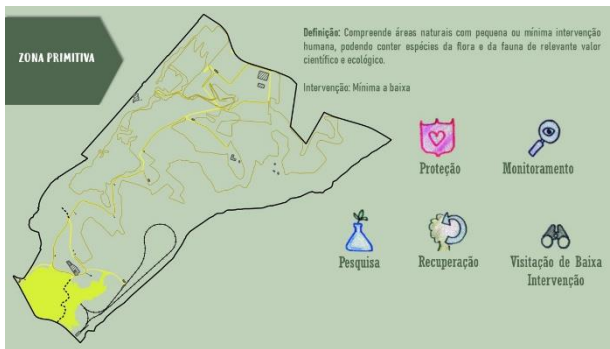 ZONA PRIMITIVA
Definição: Compreende áreas naturais com pequena ou mínima intervenção
humana, podendo conter espécies da flora e da fauna de relevante valor
científico e ecológico.
Intervenção: Mínima a baixa
Proteção
Monitoramento
Pesquisa
Recuperação
Visitação de Baixa
Intervenção